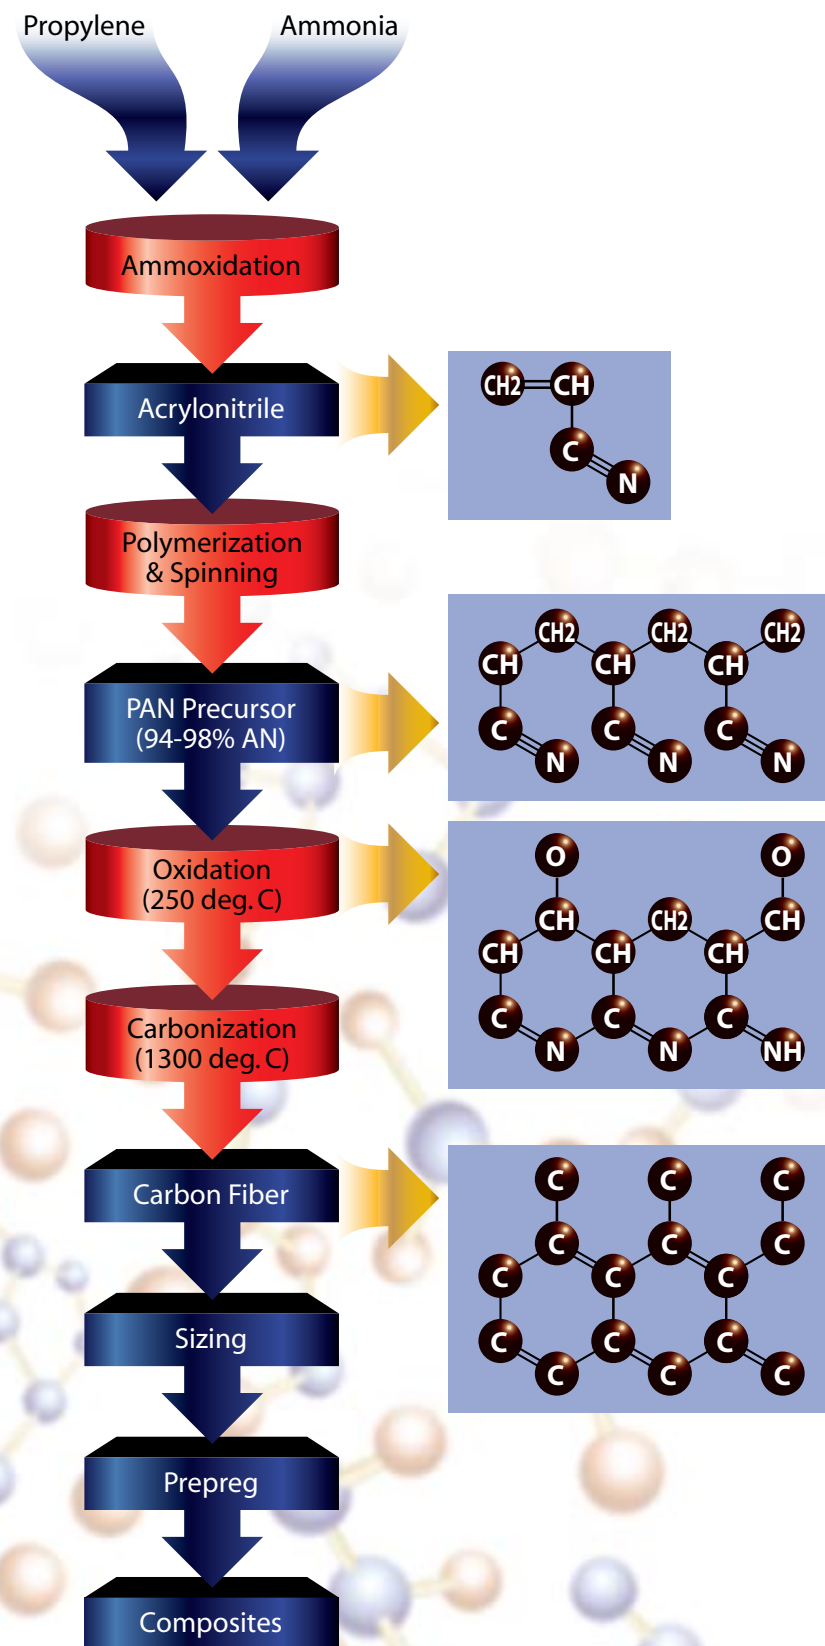 Propylene Ammonia
Ammoxidation
Acrylonitrile
CH2 CH
C
N
Polymerization
& Spinning
CH2 CH2 CH2
CH CH CH
PAN Precursor
(94-98% AN)
C C C
N N N
Oxidation
(250 deg. C)
O O
CH CH2 CH
CH CH CH
C C C
N N NH
Carbonization
(1300 deg. C)
Carbon Fiber
C C C
C C C
C C C
C C C
C C C
Sizing
Prepreg
Composites